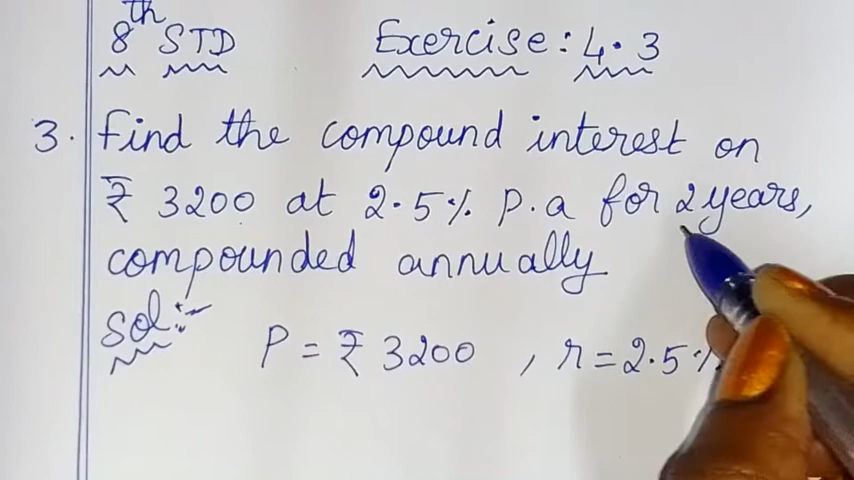 8th STD Exercise : 4.3
3. Find the compound interest on
₹ 3200 at 2.5% p.a for 2 years,
compounded annually
Sol:-
P = ₹ 3200 , r = 2.5%